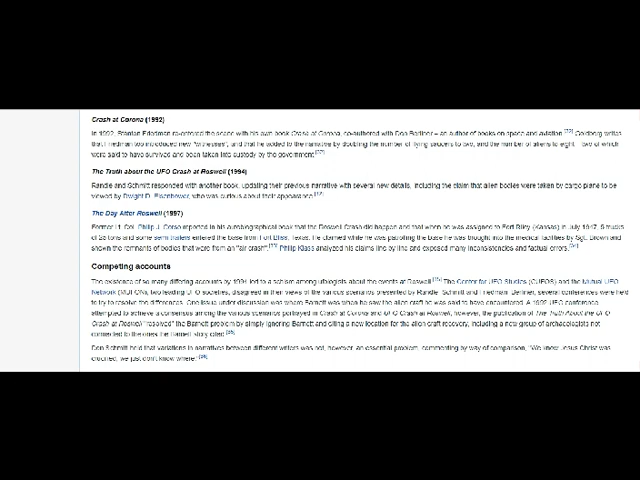 Crash at Corona (1992)
In 1992, Stanton Friedman re-entered the scene with his own book Crash at Corona, co-authored with Don Berliner – an author of books on space and aviation. Goldberg writes
that Friedman too introduced new "witnesses", and that he added to the narrative by doubling the number of flying saucers to two, and the number of aliens to eight – two of which
were said to have survived and been taken into custody by the government.
The Truth about the UFO Crash at Roswell (1994)
Randle and Schmitt responded with another book, updating their previous narrative with several new details, including the claim that alien bodies were taken by cargo plane to be
viewed by Dwight D. Eisenhower, who was curious about their appearance.
The Day After Roswell (1997)
Former Lt. Col. Philip J. Corso reported in his autobiographical book that the Roswell Crash did happen and that when he was assigned to Fort Riley (Kansas) in July 1947, 5 trucks
of 25 tons and some semi trailers entered the base from Fort Bliss, Texas. He claimed while he was patrolling the base he was brought into the medical facilities by Sgt. Brown and
shown the remnants of bodies that were from an "air crash". Philip Klass analyzed his claims line by line and exposed many inconsistencies and factual errors.
Competing accounts
The existence of so many differing accounts by 1994 led to a schism among ufologists about the events at Roswell. The Center for UFO Studies (CUFOS) and the Mutual UFO
Network (MUFON), two leading UFO societies, disagreed in their views of the various scenarios presented by Randle–Schmitt and Friedman–Berliner; several conferences were held
to try to resolve the differences. One issue under discussion was where Barnett was when he saw the alien craft he was said to have encountered. A 1992 UFO conference
attempted to achieve a consensus among the various scenarios portrayed in Crash at Corona and UFO Crash at Roswell; however, the publication of The Truth About the UFO
Crash at Roswell "resolved" the Barnett problem by simply ignoring Barnett and citing a new location for the alien craft recovery, including a new group of archaeologists not
connected to the ones the Barnett story cited.
Don Schmitt held that variations in narratives between different writers was not, however, an essential problem, commenting by way of comparison, "We know Jesus Christ was
crucified, we just don't know where."